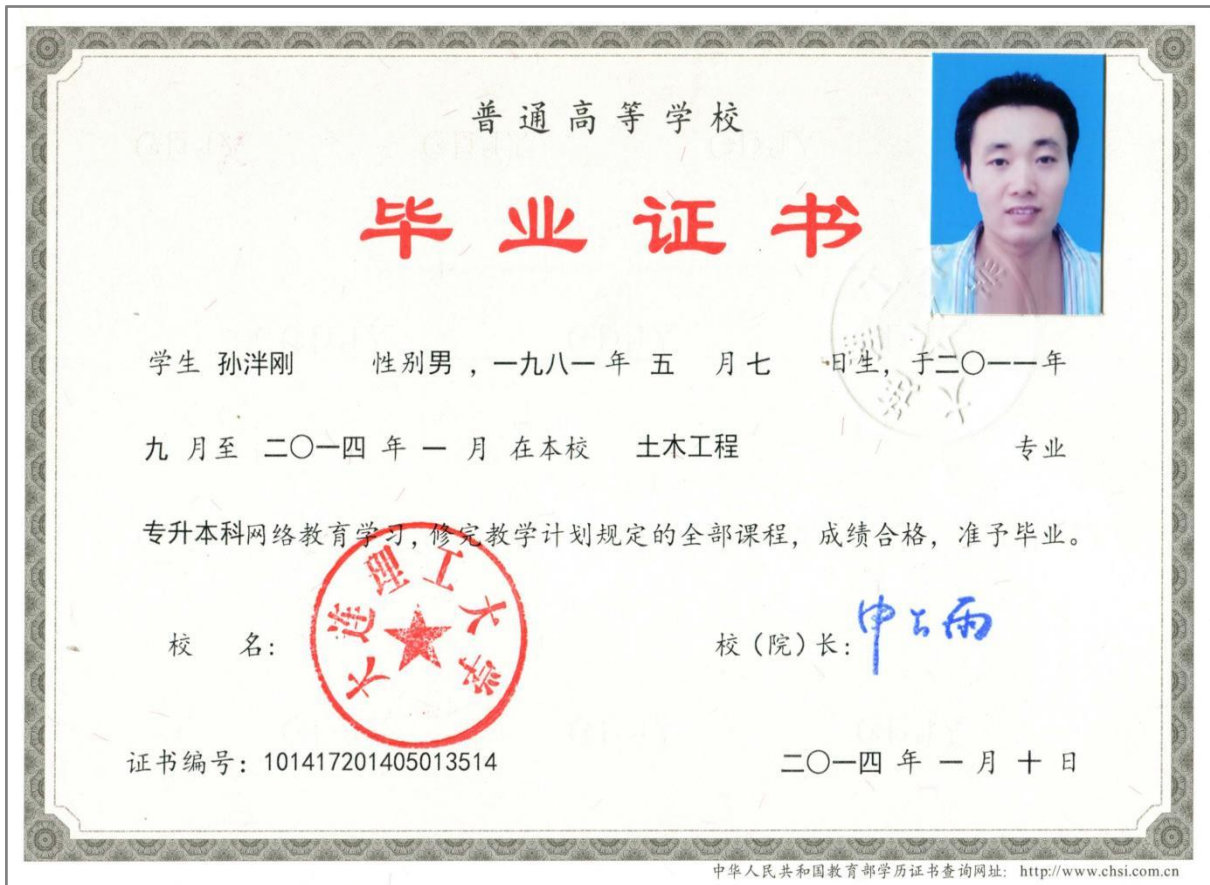 普通高等学校
毕业证书
学生 孙泮刚 性别 男 ，一九八一 年 五 月 七 日生，于二〇一一年
九 月至 二〇一四 年 一 月 在本校 土木工程 专业
专升本科网络教育学习，修完教学计划规定的全部课程，成绩合格，准予毕业。
校 名：
大连理工大学
校（院）长：申长雨
证书编号：101417201405013514
二〇一四 年 一 月 十 日
中华人民共和国教育部学历证书查询网址：http://www.chsi.com.cn